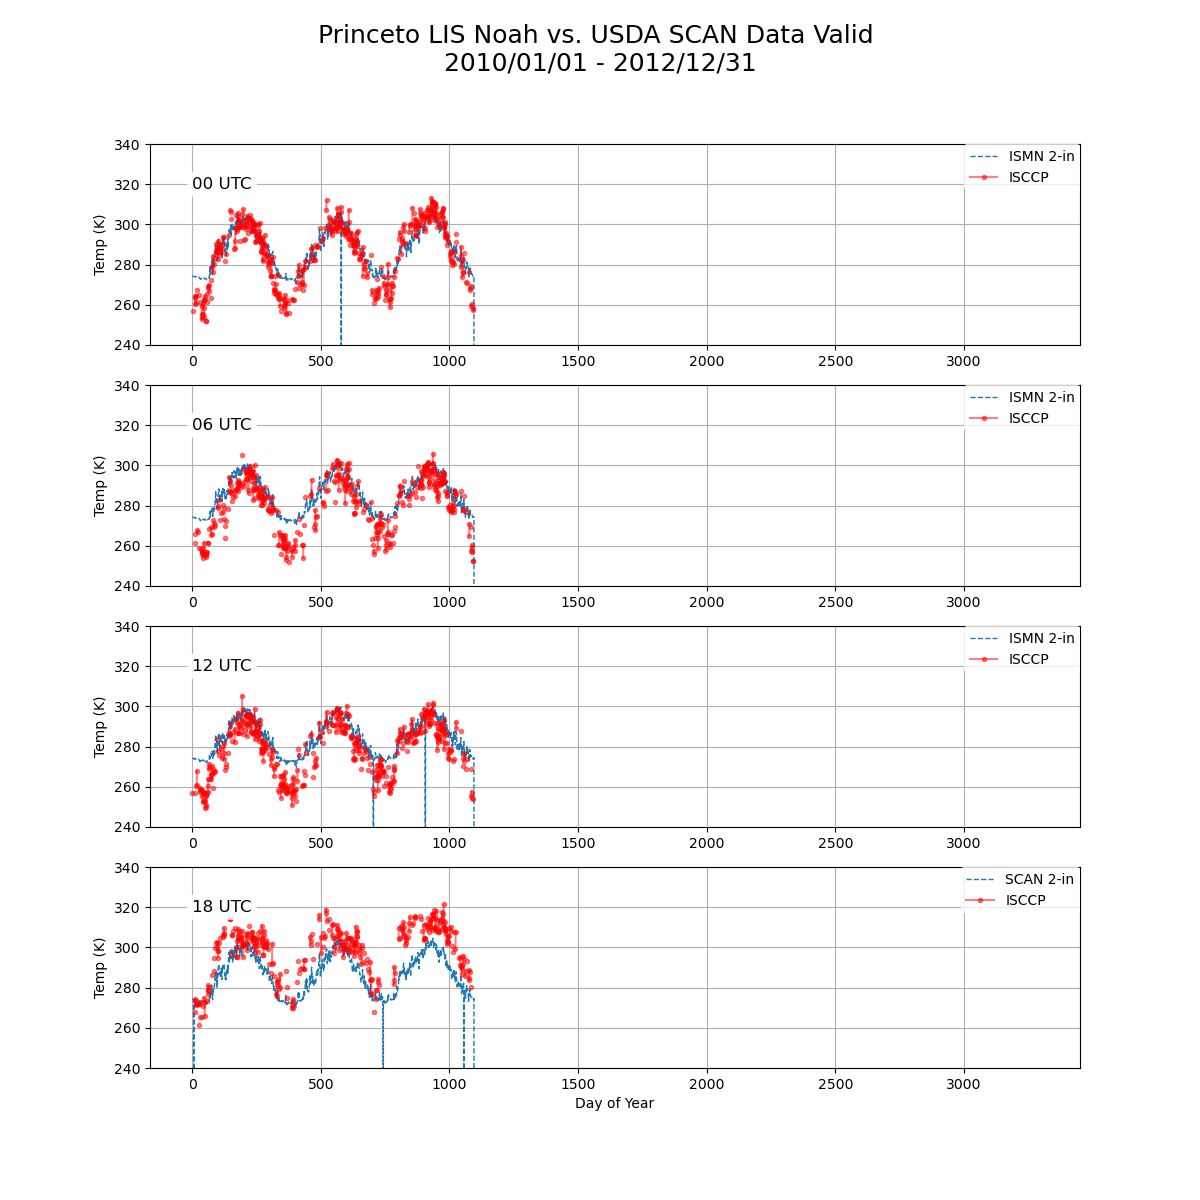 Princeto LIS Noah vs. USDA SCAN Data Valid
2010/01/01 - 2012/12/31
340
320
300
280
260
240
Temp (K)
00 UTC
ISMN 2-in
ISCCP
0 500 1000 1500 2000 2500 3000
340
320
300
280
260
240
Temp (K)
06 UTC
ISMN 2-in
ISCCP
0 500 1000 1500 2000 2500 3000
340
320
300
280
260
240
Temp (K)
12 UTC
ISMN 2-in
ISCCP
0 500 1000 1500 2000 2500 3000
340
320
300
280
260
240
Temp (K)
18 UTC
SCAN 2-in
ISCCP
0 500 1000 1500 2000 2500 3000
Day of Year